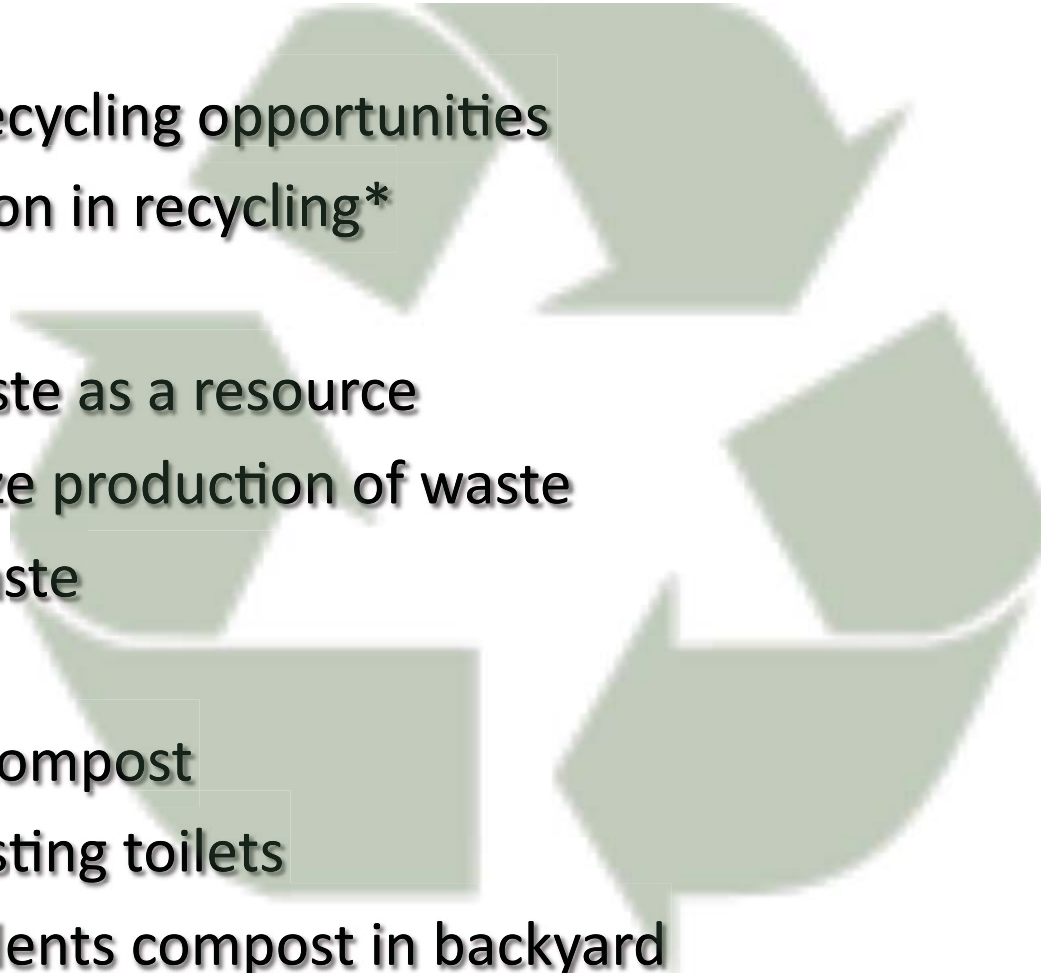 ecycling opportunities
on in recycling*
ste as a resource
ze production of waste
ste
ompost
sting toilets
lents compost in backyard